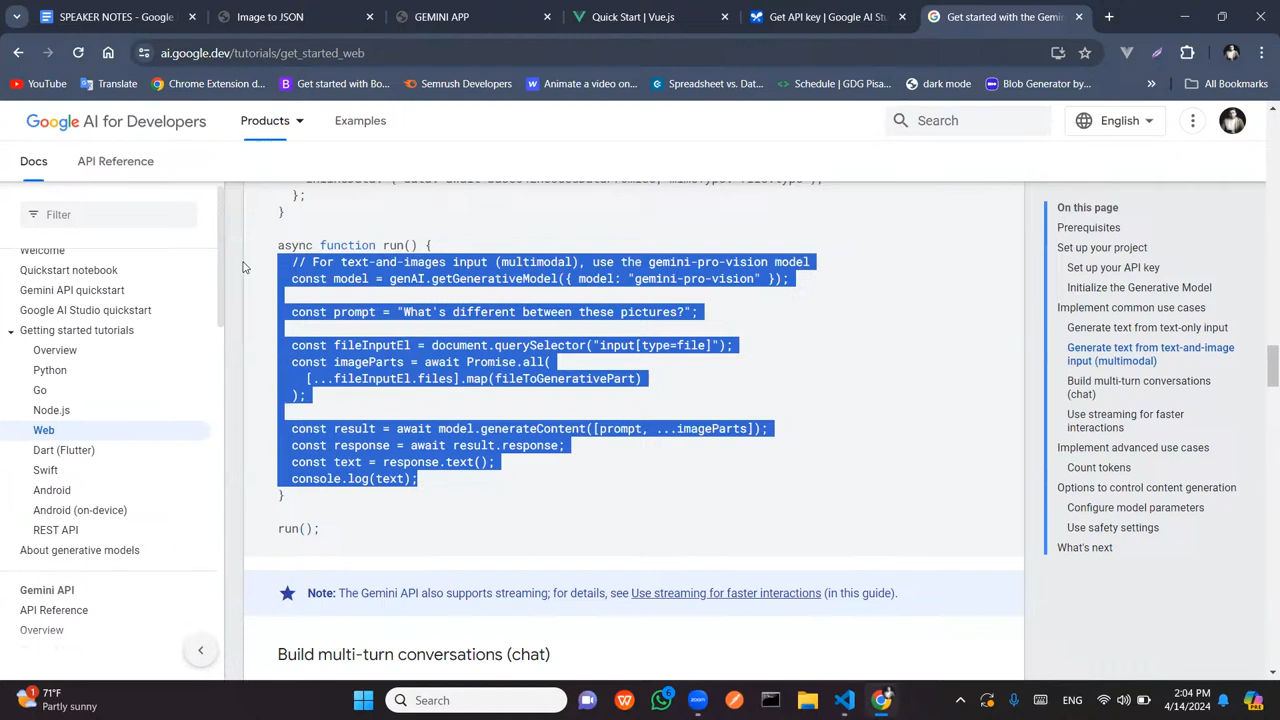 SPEAKER NOTES - Google
Image to JSON
GEMINI APP
Quick Start | Vue.js
Get API key | Google AI Stu
Get started with the Gemin
ai.google.dev/tutorials/get_started_web
YouTube
Translate
Chrome Extension d...
Get started with Bo...
Semrush Developers
Animate a video on...
Spreadsheet vs. Dat...
Schedule | GDG Pisa...
dark mode
Blob Generator by...
All Bookmarks
Google AI for Developers
Products
Examples
Search
English
Docs
API Reference
Filter
Welcome
Quickstart notebook
Gemini API quickstart
Google AI Studio quickstart
Getting started tutorials
Overview
Python
Go
Node.js
Web
Dart (Flutter)
Swift
Android
Android (on-device)
REST API
About generative models
Gemini API
API Reference
Overview
};
}
async function run() {
// For text-and-images input (multimodal), use the gemini-pro-vision model
const model = genAI.getGenerativeModel({ model: "gemini-pro-vision" });
const prompt = "What's different between these pictures?";
const fileInputEl = document.querySelector("input[type=file]");
const imageParts = await Promise.all(
[...fileInputEl.files].map(fileToGenerativePart)
);
const result = await model.generateContent([prompt, ...imageParts]);
const response = await result.response;
const text = response.text();
console.log(text);
}
run();
Note: The Gemini API also supports streaming; for details, see Use streaming for faster interactions (in this guide).
Build multi-turn conversations (chat)
On this page
Prerequisites
Set up your project
Set up your API key
Initialize the Generative Model
Implement common use cases
Generate text from text-only input
Generate text from text-and-image
input (multimodal)
Build multi-turn conversations
(chat)
Use streaming for faster
interactions
Implement advanced use cases
Count tokens
Options to control content generation
Configure model parameters
Use safety settings
What's next
1
71°F
Partly sunny
Search
6
zoom
ENG
2:04 PM
4/14/2024